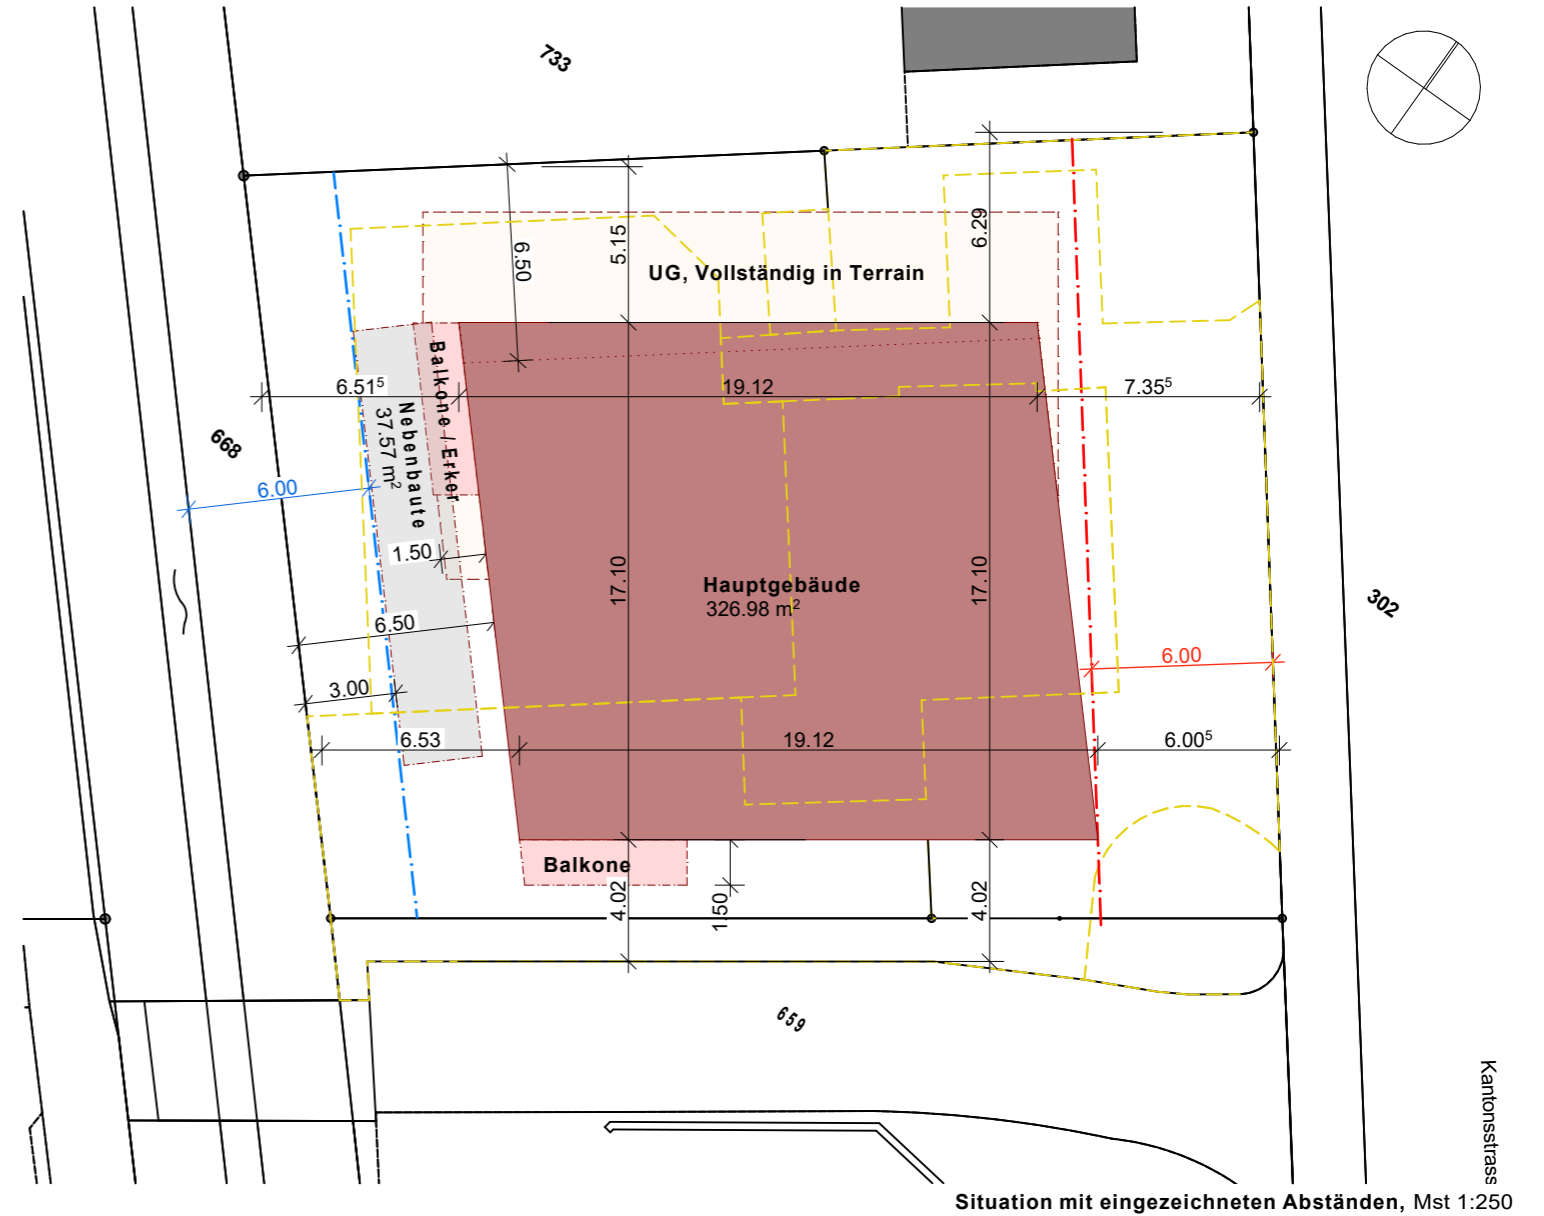 733
6.50
5.15
6.29
UG, Vollständig in Terrain
Balkone / Erker
6.51⁵
19.12
7.35⁵
Nebenbaute
37.57 m²
668
6.00
1.50
17.10
17.10
Hauptgebäude
326.98 m²
302
6.50
6.00
3.00
6.53
19.12
6.00⁵
Balkone
4.02
1.50
4.02
659
Kantonsstrass
Situation mit eingezeichneten Abständen, Mst 1:250